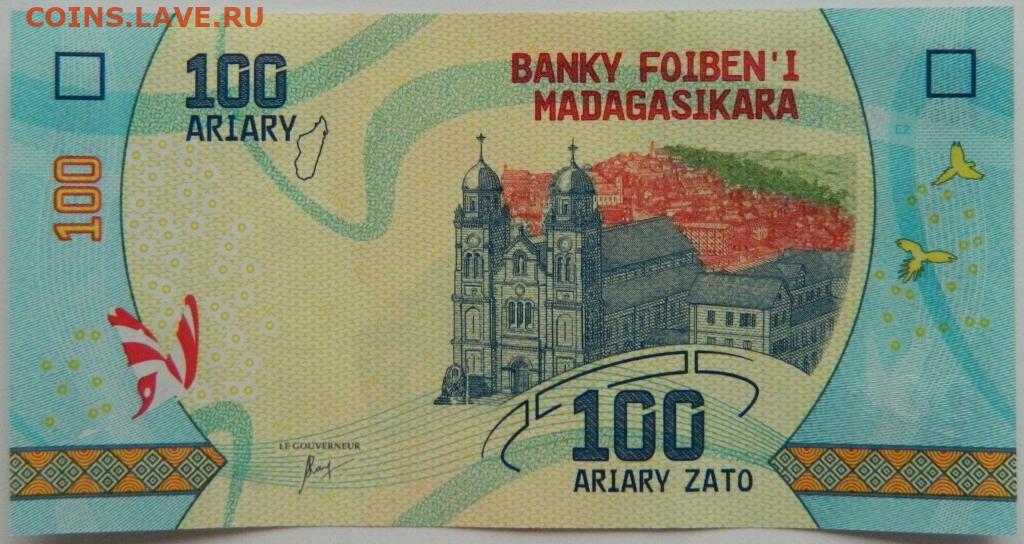 COINS.LAVE.RU
100
ARIARY
BANKY FOIBEN'I
MADAGASIKARA
E2
100
LE GOUVERNEUR
100
ARIARY ZATO